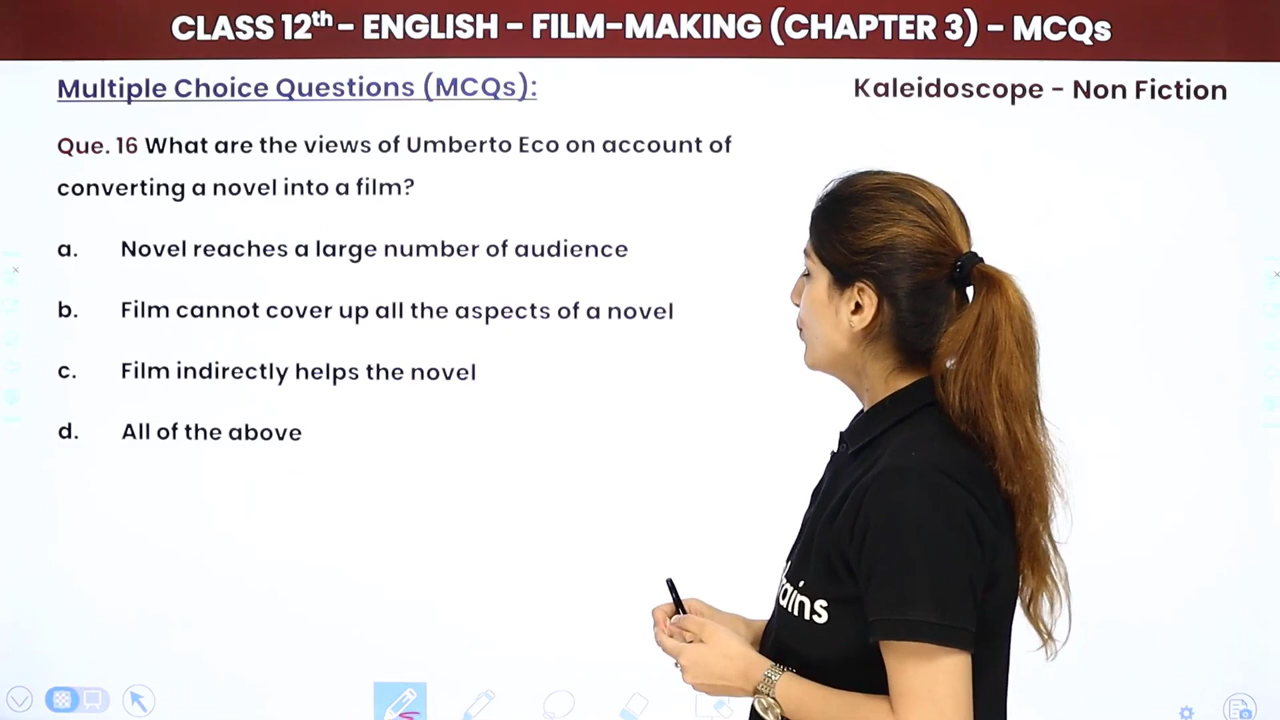 CLASS 12th - ENGLISH - FILM-MAKING (CHAPTER 3) - MCQs
Multiple Choice Questions (MCQs):
Kaleidoscope - Non Fiction
Que. 16 What are the views of Umberto Eco on account of
converting a novel into a film?
a. Novel reaches a large number of audience
b. Film cannot cover up all the aspects of a novel
c. Film indirectly helps the novel
d. All of the above